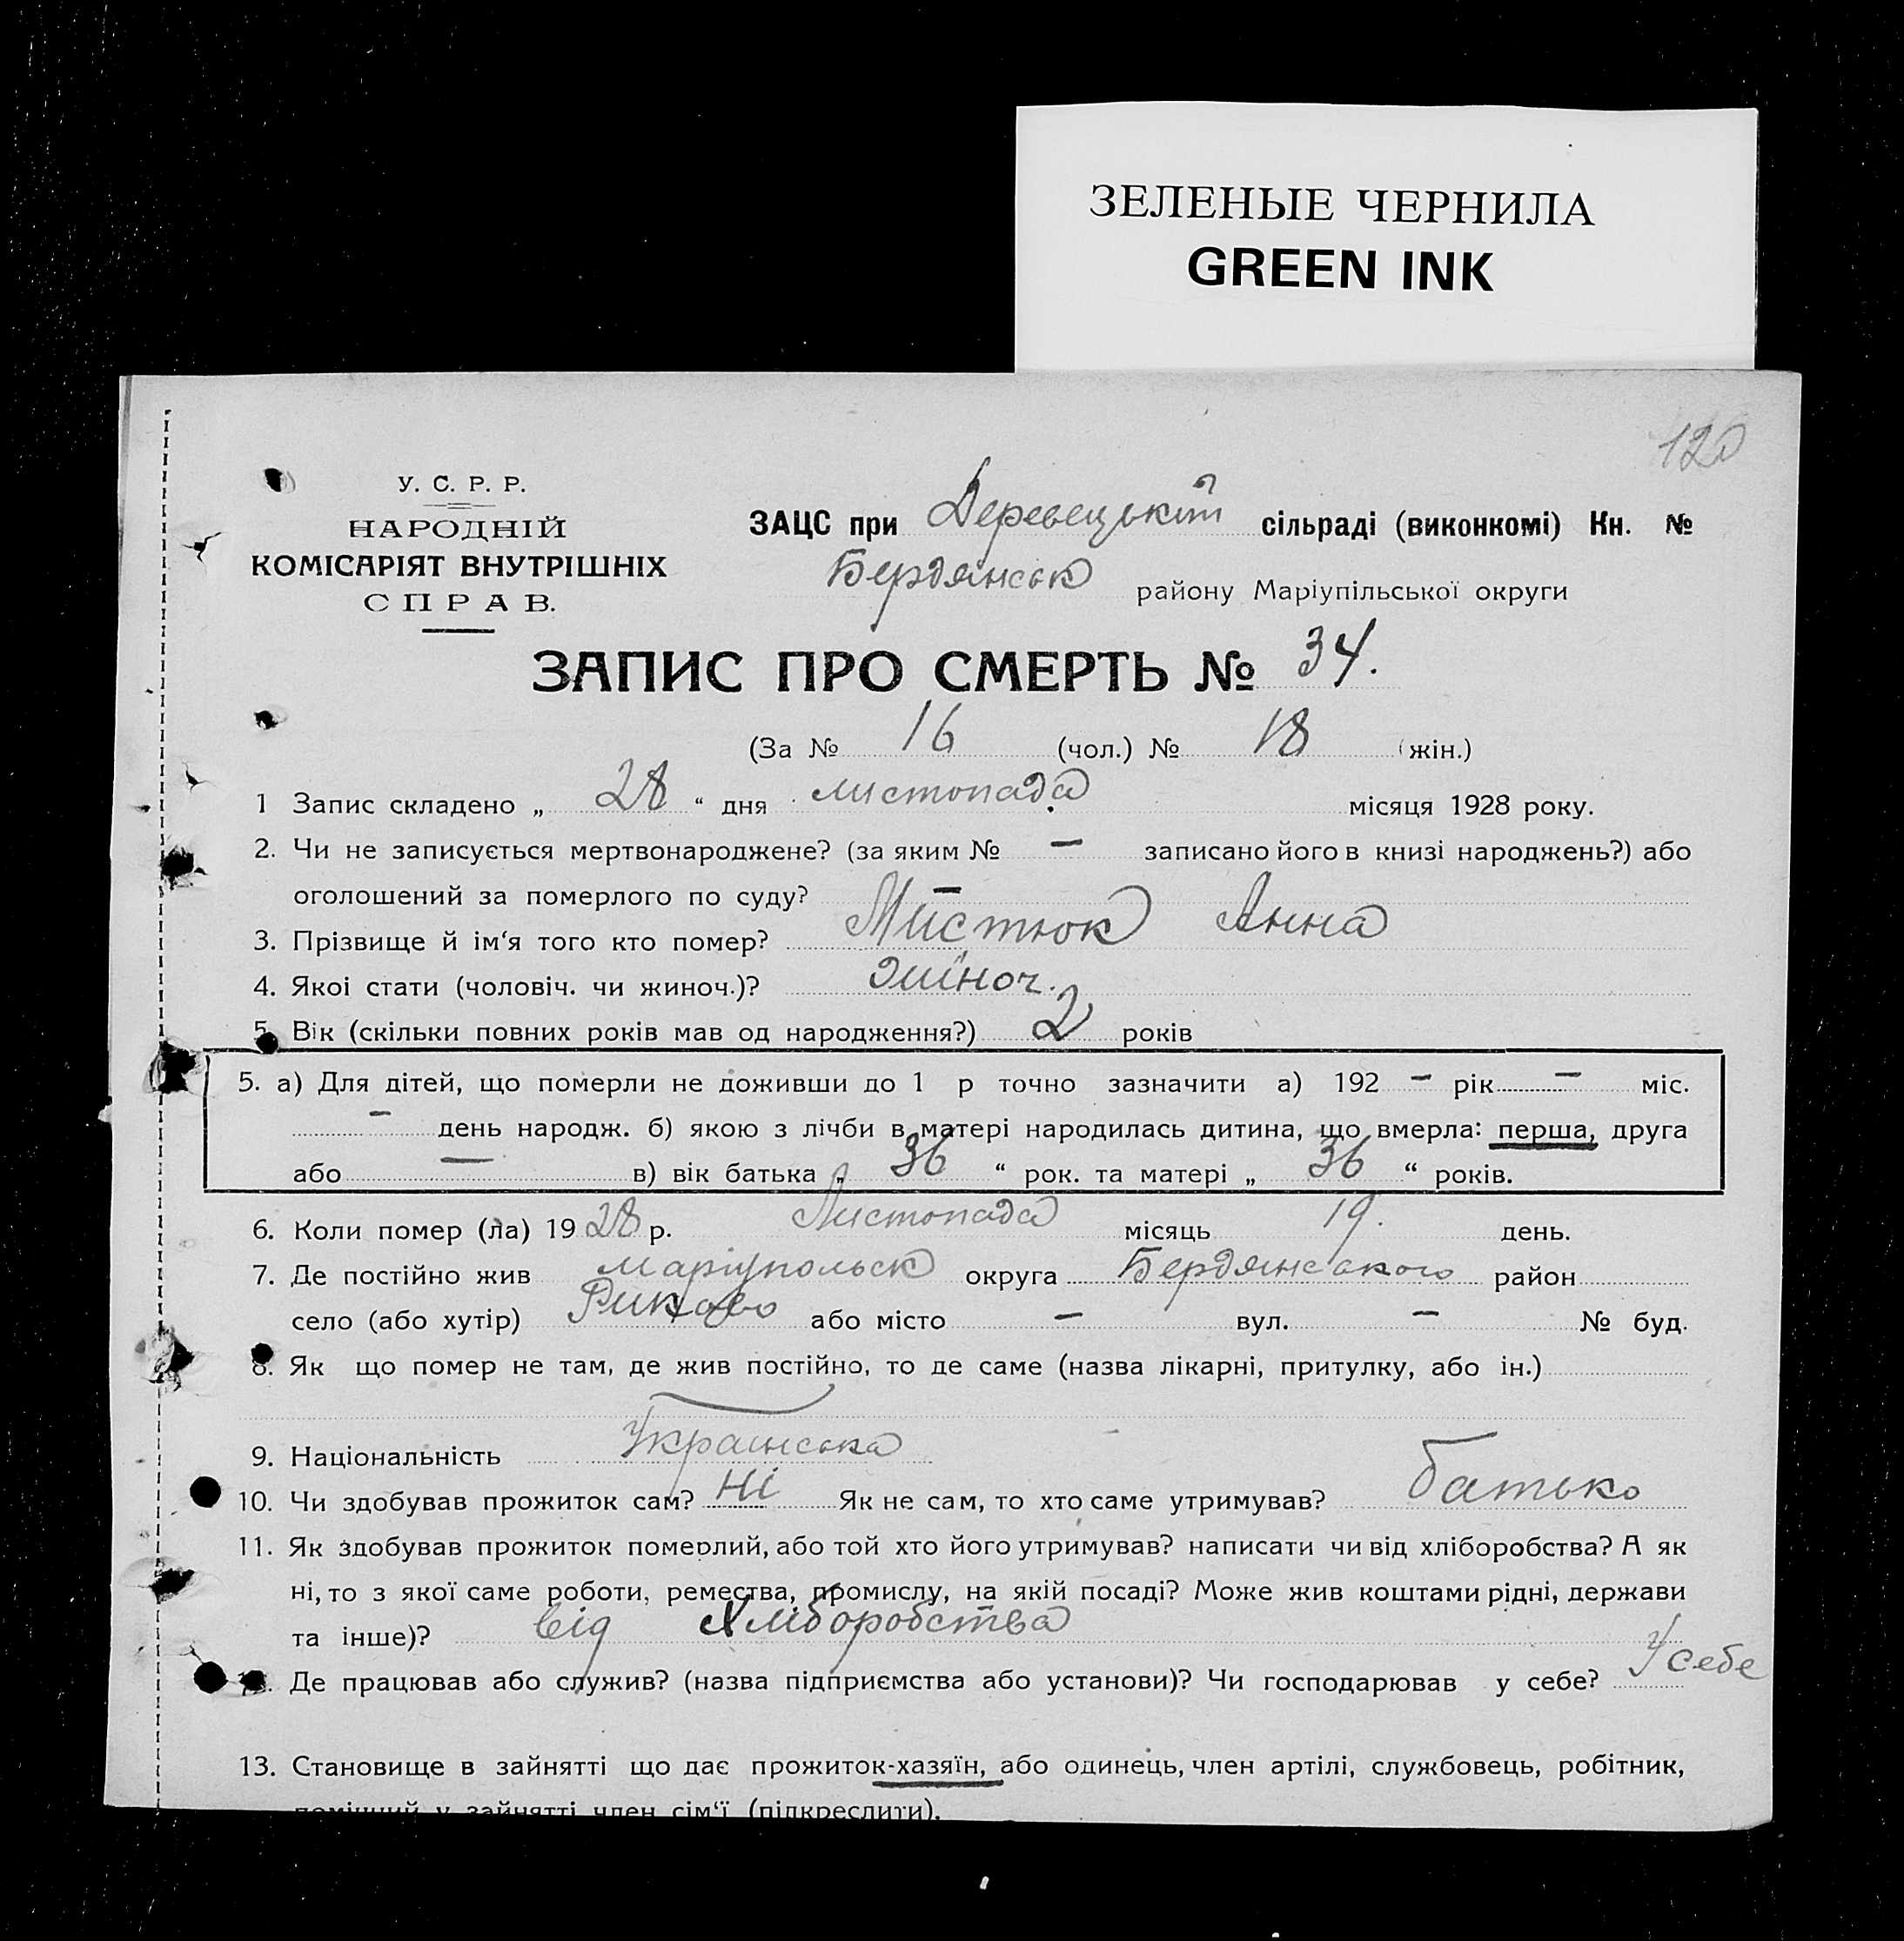 ЗЕЛЕНЫЕ ЧЕРНИЛА
GREEN INK
120
У. С. Р. Р.
НАРОДНІЙ
КОМІСАРІЯТ ВНУТРІШНІХ
СПРАВ.
ЗАЦС при Деревецький сільраді (виконкомі) Кн. №
Бердянськ району Маріупільської округи
ЗАПИС ПРО СМЕРТЬ № 34.
(За № 16 (чол.) № 18 (жін.)
1 Запис складено „ 28 “ дня листопада місяця 1928 року.
2. Чи не записується мертвонароджене? (за яким № — записано його в книзі народжень?) або
оголошений за померлого по суду? —
3. Прізвище й ім‘я того кто помер? Мистюк Анна
4. Якоі стати (чоловіч. чи жиноч.)? жіноч.
5. Вік (скільки повних років мав од народження?) 2 років
5. а) Для дітей, що померли не доживши до 1 р точно зазначити а) 192 — рік — міс.
— день народж. б) якою з лічби в матері народилась дитина, що вмерла: перша, друга
або — в) вік батька „ 36 “ рок. та матері „ 36 “ років.
6. Коли помер (ла) 1928 р. Листопада місяць 19. день.
7. Де постійно жив маріупольск округа Бердянського район
село (або хутір) або місто — вул. — № буд.
8. Як що помер не там, де жив постійно, то де саме (назва лікарні, притулку, або ін.)
9. Національність Українська
10. Чи здобував прожиток сам? Ні Як не сам, то хто саме утримував? батько
11. Як здобував прожиток померлий, або той хто його утримував? написати чи від хліборобства? А як
ні, то з якої саме роботи, ремества, промислу, на якій посаді? Може жив коштами рідні, держави
та інше)? від хліборобства
Де працював або служив? (назва підприємства або установи)? Чи господарював у себе? У себе
13. Становище в зайнятті що дає прожиток-хазяїн, або одинець, член артілі, службовець, робітник,
помічний у зайнятті член сім‘ї (підкреслити).